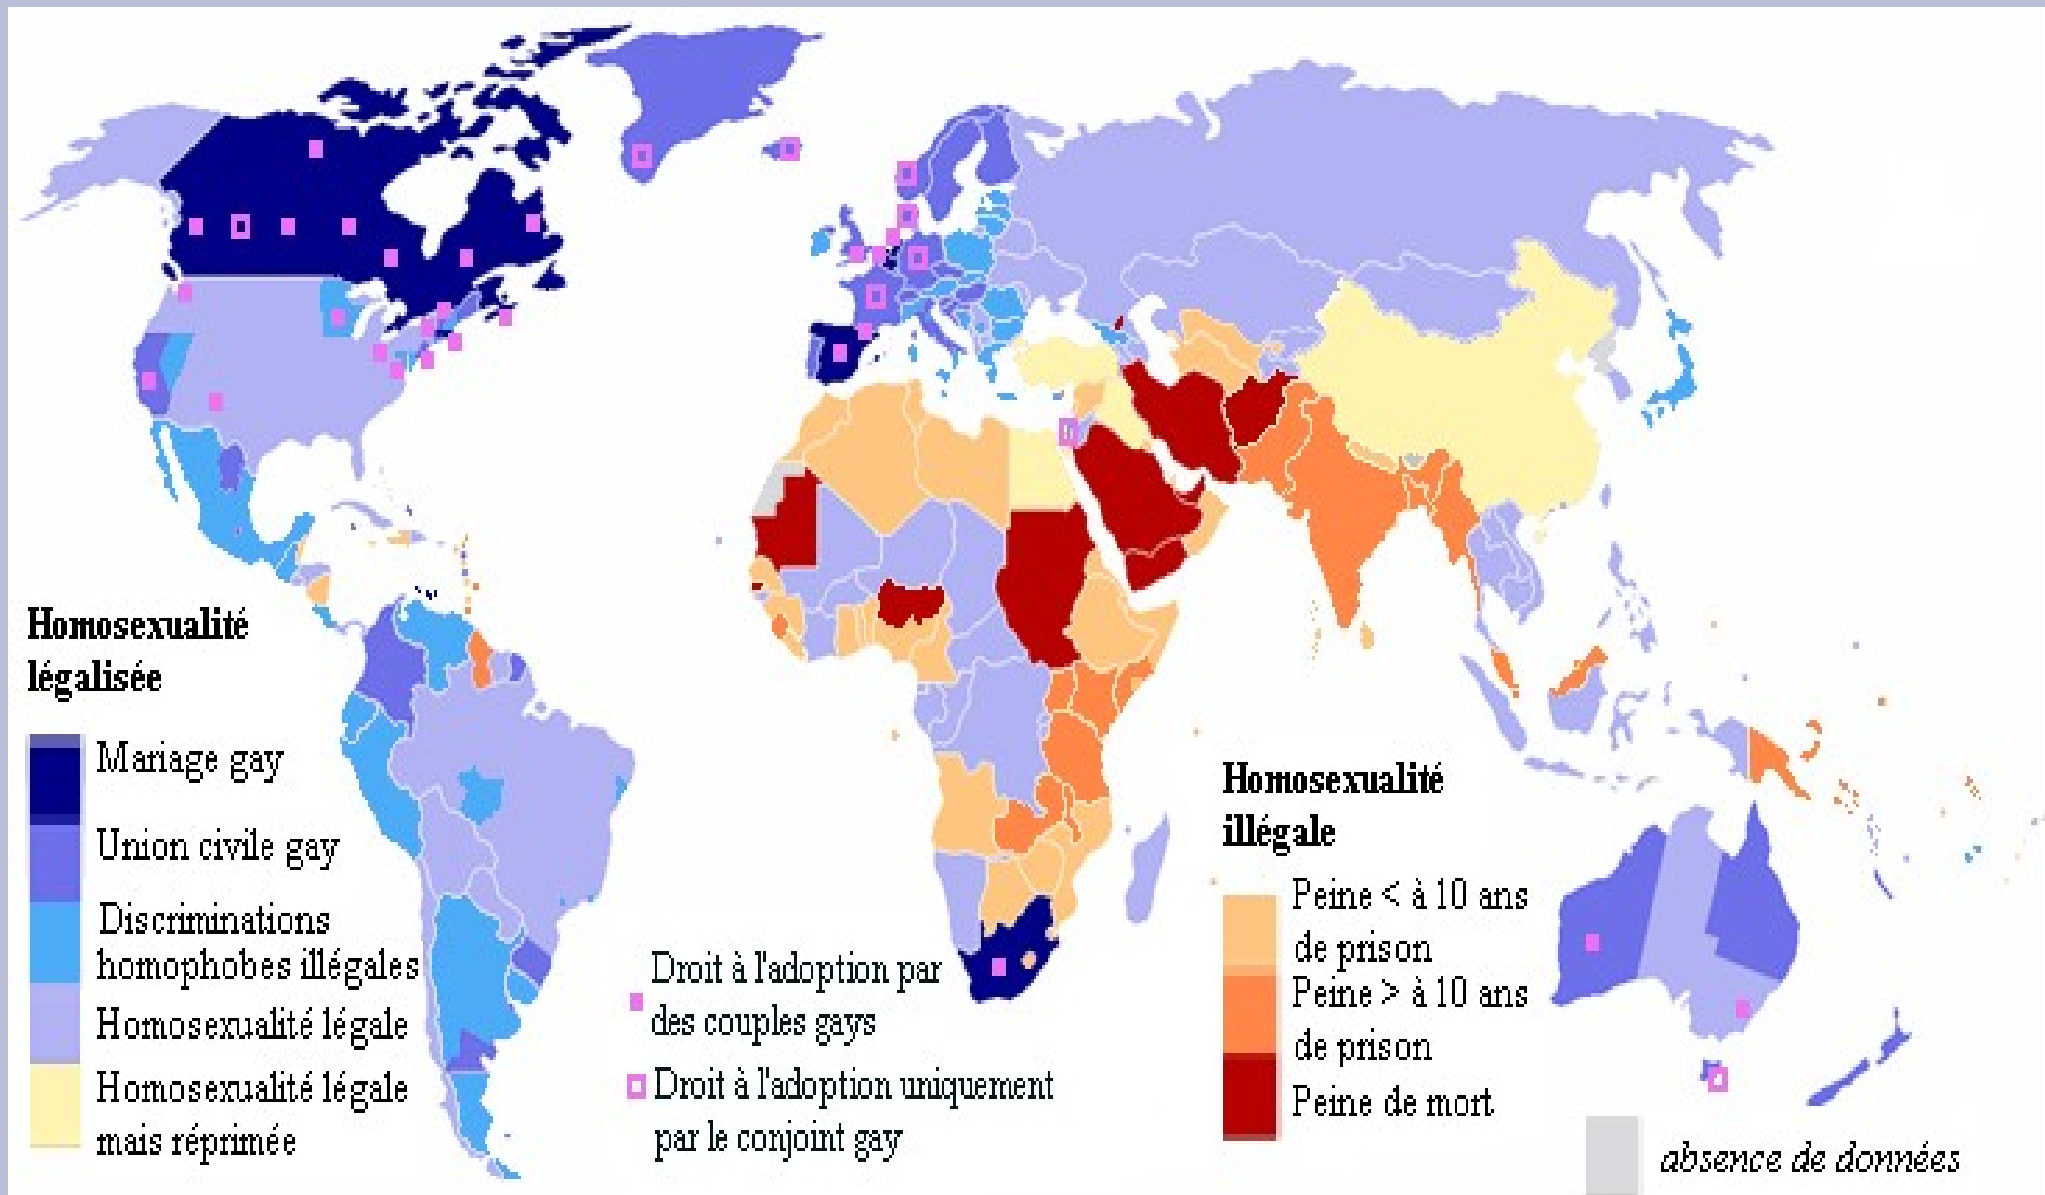 Homosexualité
légalisée
Mariage gay
Union civile gay
Discriminations
homophobes illégales
Homosexualité légale
Homosexualité légale
mais réprimée
Droit à l'adoption par
des couples gays
Droit à l'adoption uniquement
par le conjoint gay
Homosexualité
illégale
Peine < à 10 ans
de prison
Peine > à 10 ans
de prison
Peine de mort
absence de données